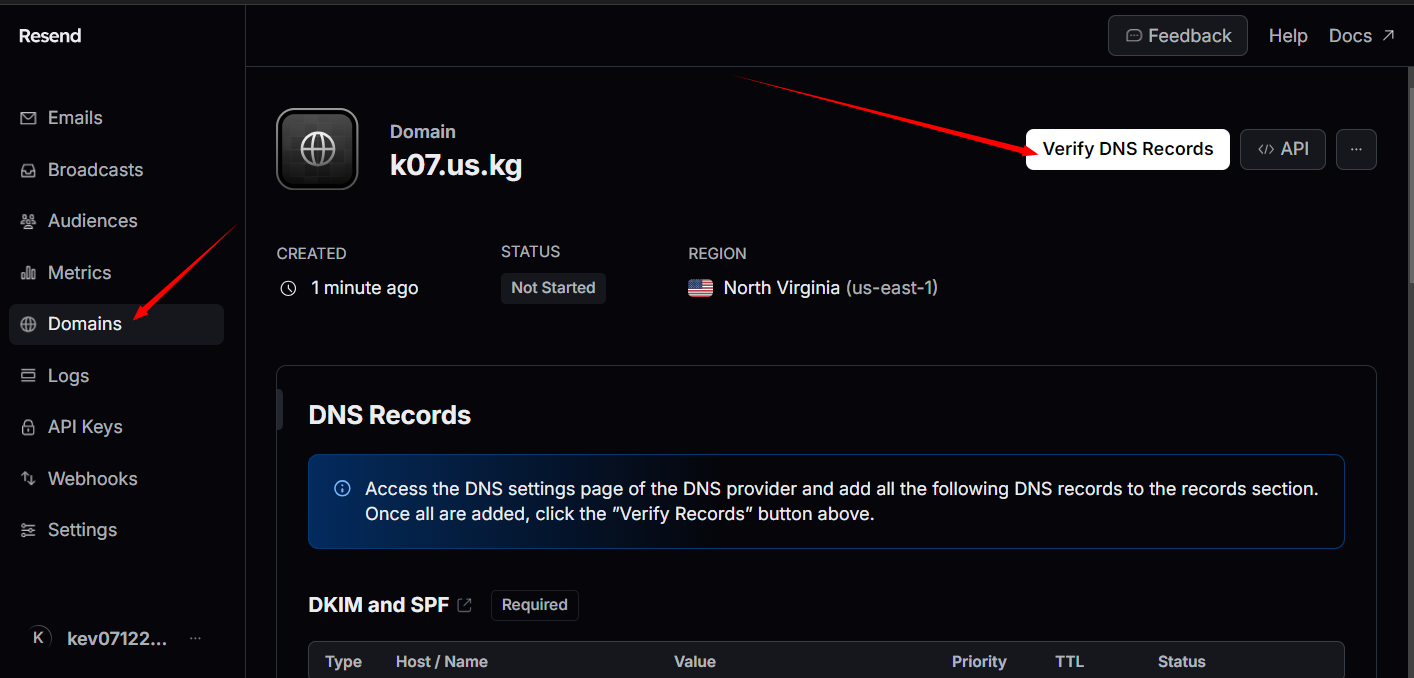 Resend
Feedback
Help
Docs
Emails
Broadcasts
Audiences
Metrics
Domains
Logs
API Keys
Webhooks
Settings
K
kev07122...
Domain
k07.us.kg
Verify DNS Records
API
CREATED
STATUS
REGION
1 minute ago
Not Started
North Virginia (us-east-1)
DNS Records
Access the DNS settings page of the DNS provider and add all the following DNS records to the records section.
Once all are added, click the "Verify Records" button above.
DKIM and SPF
Required
Type Host / Name Value Priority TTL Status